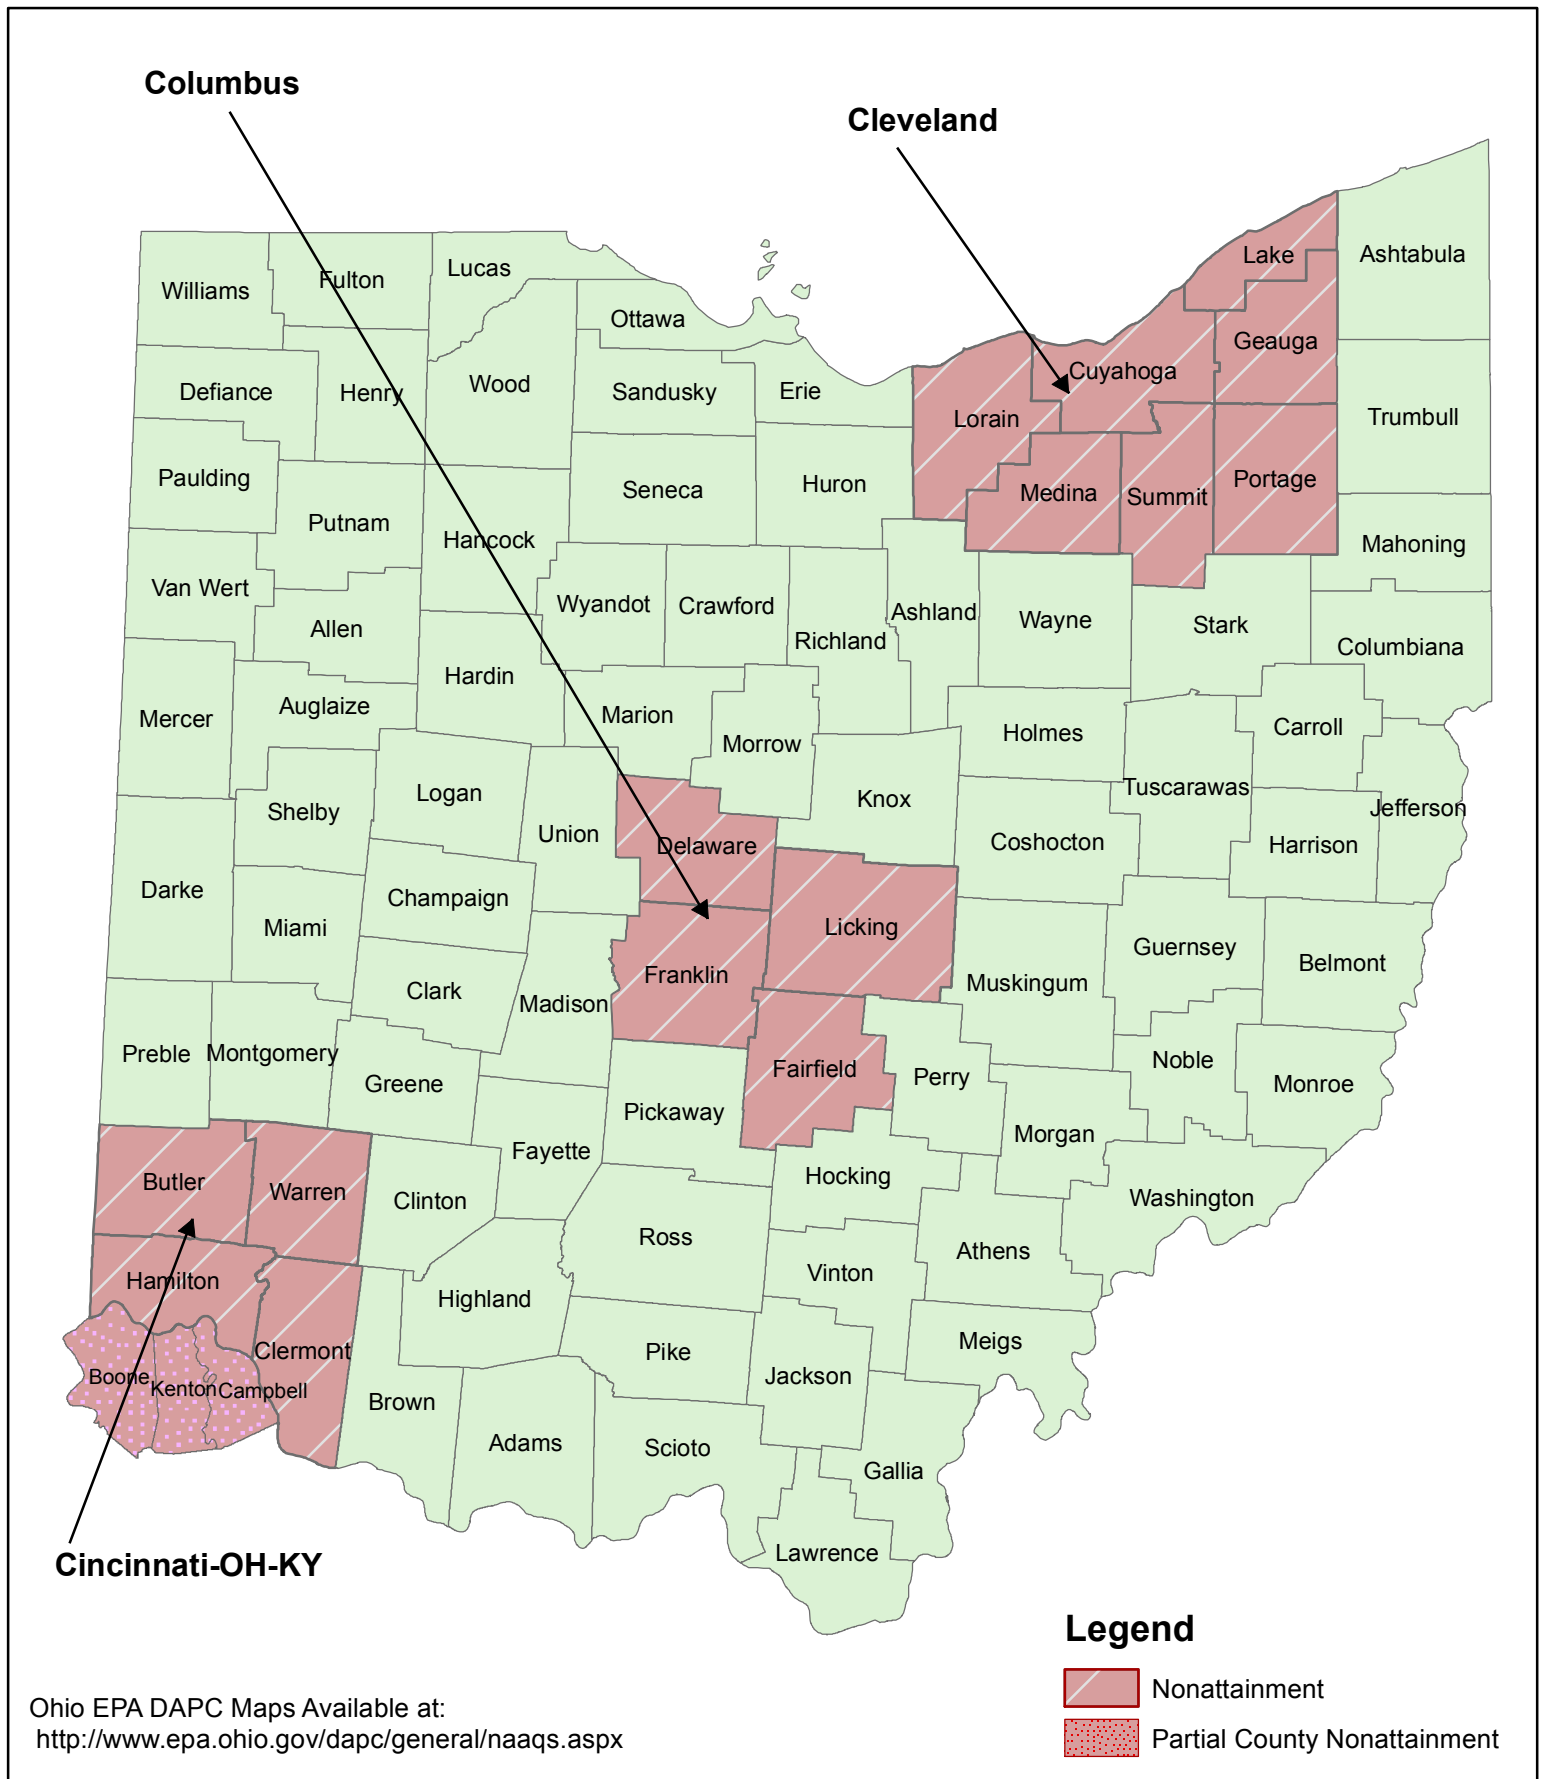 Columbus
Cleveland
Lake
Ashtabula
Lucas
Fulton
Williams
Ottawa
Geauga
Cuyahoga
Wood
Sandusky
Erie
Defiance
Henry
Lorain
Trumbull
Paulding
Seneca
Huron
Medina
Summit
Portage
Putnam
Hancock
Mahoning
Van Wert
Wyandot
Crawford
Ashland
Wayne
Stark
Allen
Richland
Columbiana
Hardin
Auglaize
Mercer
Marion
Morrow
Holmes
Carroll
Logan
Knox
Tuscarawas
Jefferson
Shelby
Union
Delaware
Coshocton
Harrison
Darke
Champaign
Miami
Licking
Guernsey
Belmont
Franklin
Clark
Madison
Muskingum
Preble
Montgomery
Greene
Fairfield
Perry
Noble
Monroe
Pickaway
Morgan
Fayette
Butler
Warren
Clinton
Hocking
Washington
Ross
Athens
Hamilton
Highland
Vinton
Clermont
Pike
Meigs
Boone
Kenton
Campbell
Jackson
Brown
Adams
Scioto
Gallia
Lawrence
Cincinnati-OH-KY
Legend
Nonattainment
Partial County Nonattainment
Ohio EPA DAPC Maps Available at:
http://www.epa.ohio.gov/dapc/general/naaqs.aspx